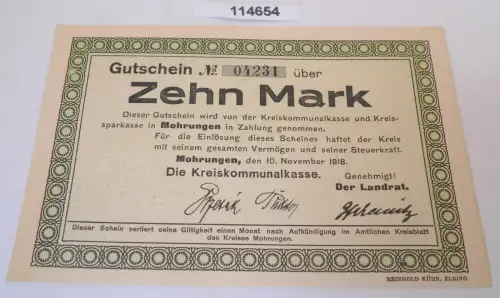 114654
Gutschein № 04231 über
Zehn Mark
Dieser Gutschein wird von der Kreiskommunalkasse und Kreis-
sparkasse in Mohrungen in Zahlung genommen.
Für die Einlösung dieses Scheines haftet der Kreis
mit seinem gesamten Vermögen und seiner Steuerkraft.
Mohrungen, den 10. November 1918.
Die Kreiskommunalkasse.
Genehmigt!
Der Landrat.
Dieser Schein verliert seine Gültigkeit einen Monat nach Aufkündigung im Amtlichen Kreisblatt
des Kreises Mohrungen.
REINHOLD KÜHN, ELBING